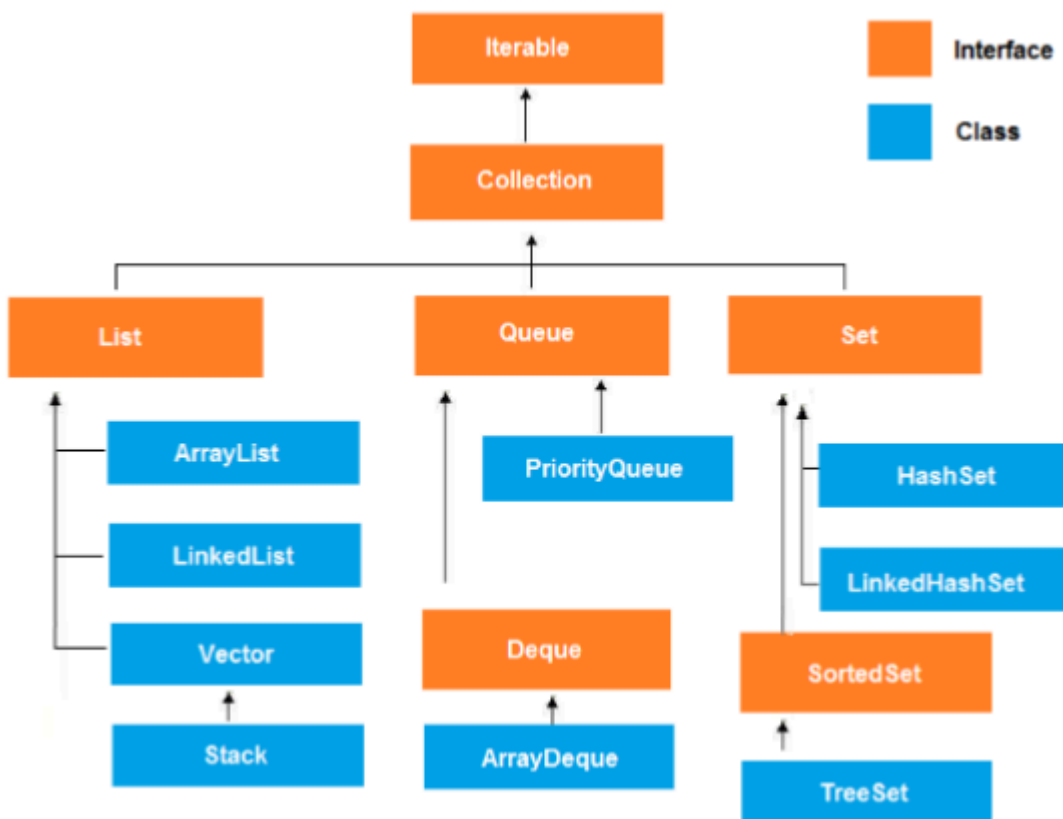 Iterable
Interface
Class
Collection
List
Queue
Set
ArrayList
PriorityQueue
HashSet
LinkedList
LinkedHashSet
Vector
Deque
SortedSet
Stack
ArrayDeque
TreeSet